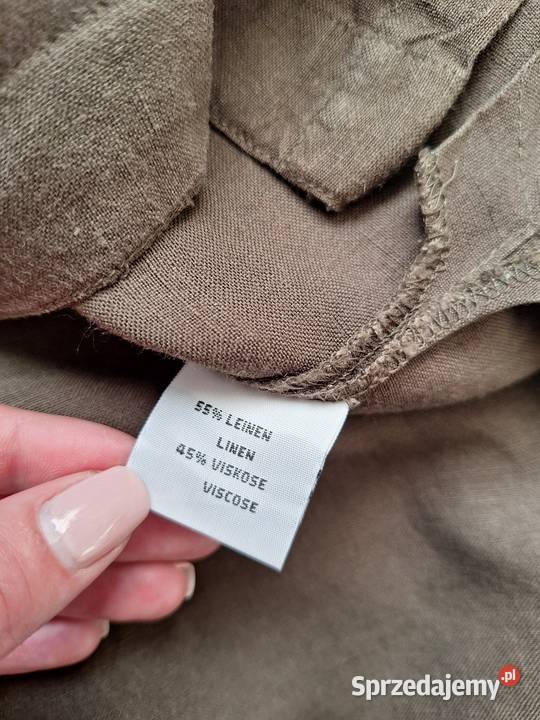 55% LEINEN
LINEN
45% VISKOSE
VISCOSE
Sprzedajemy.pl